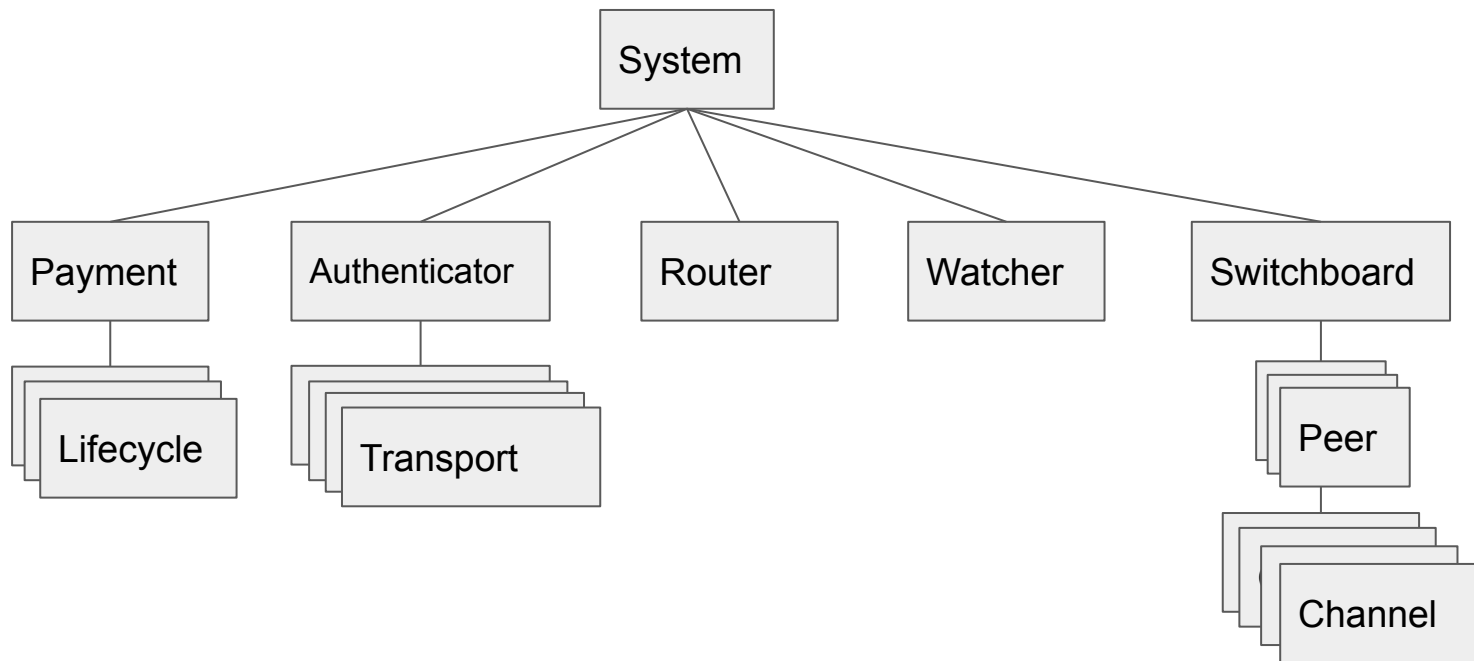 System
Payment
Authenticator
Router
Watcher
Switchboard
Lifecycle
Transport
Peer
Channel